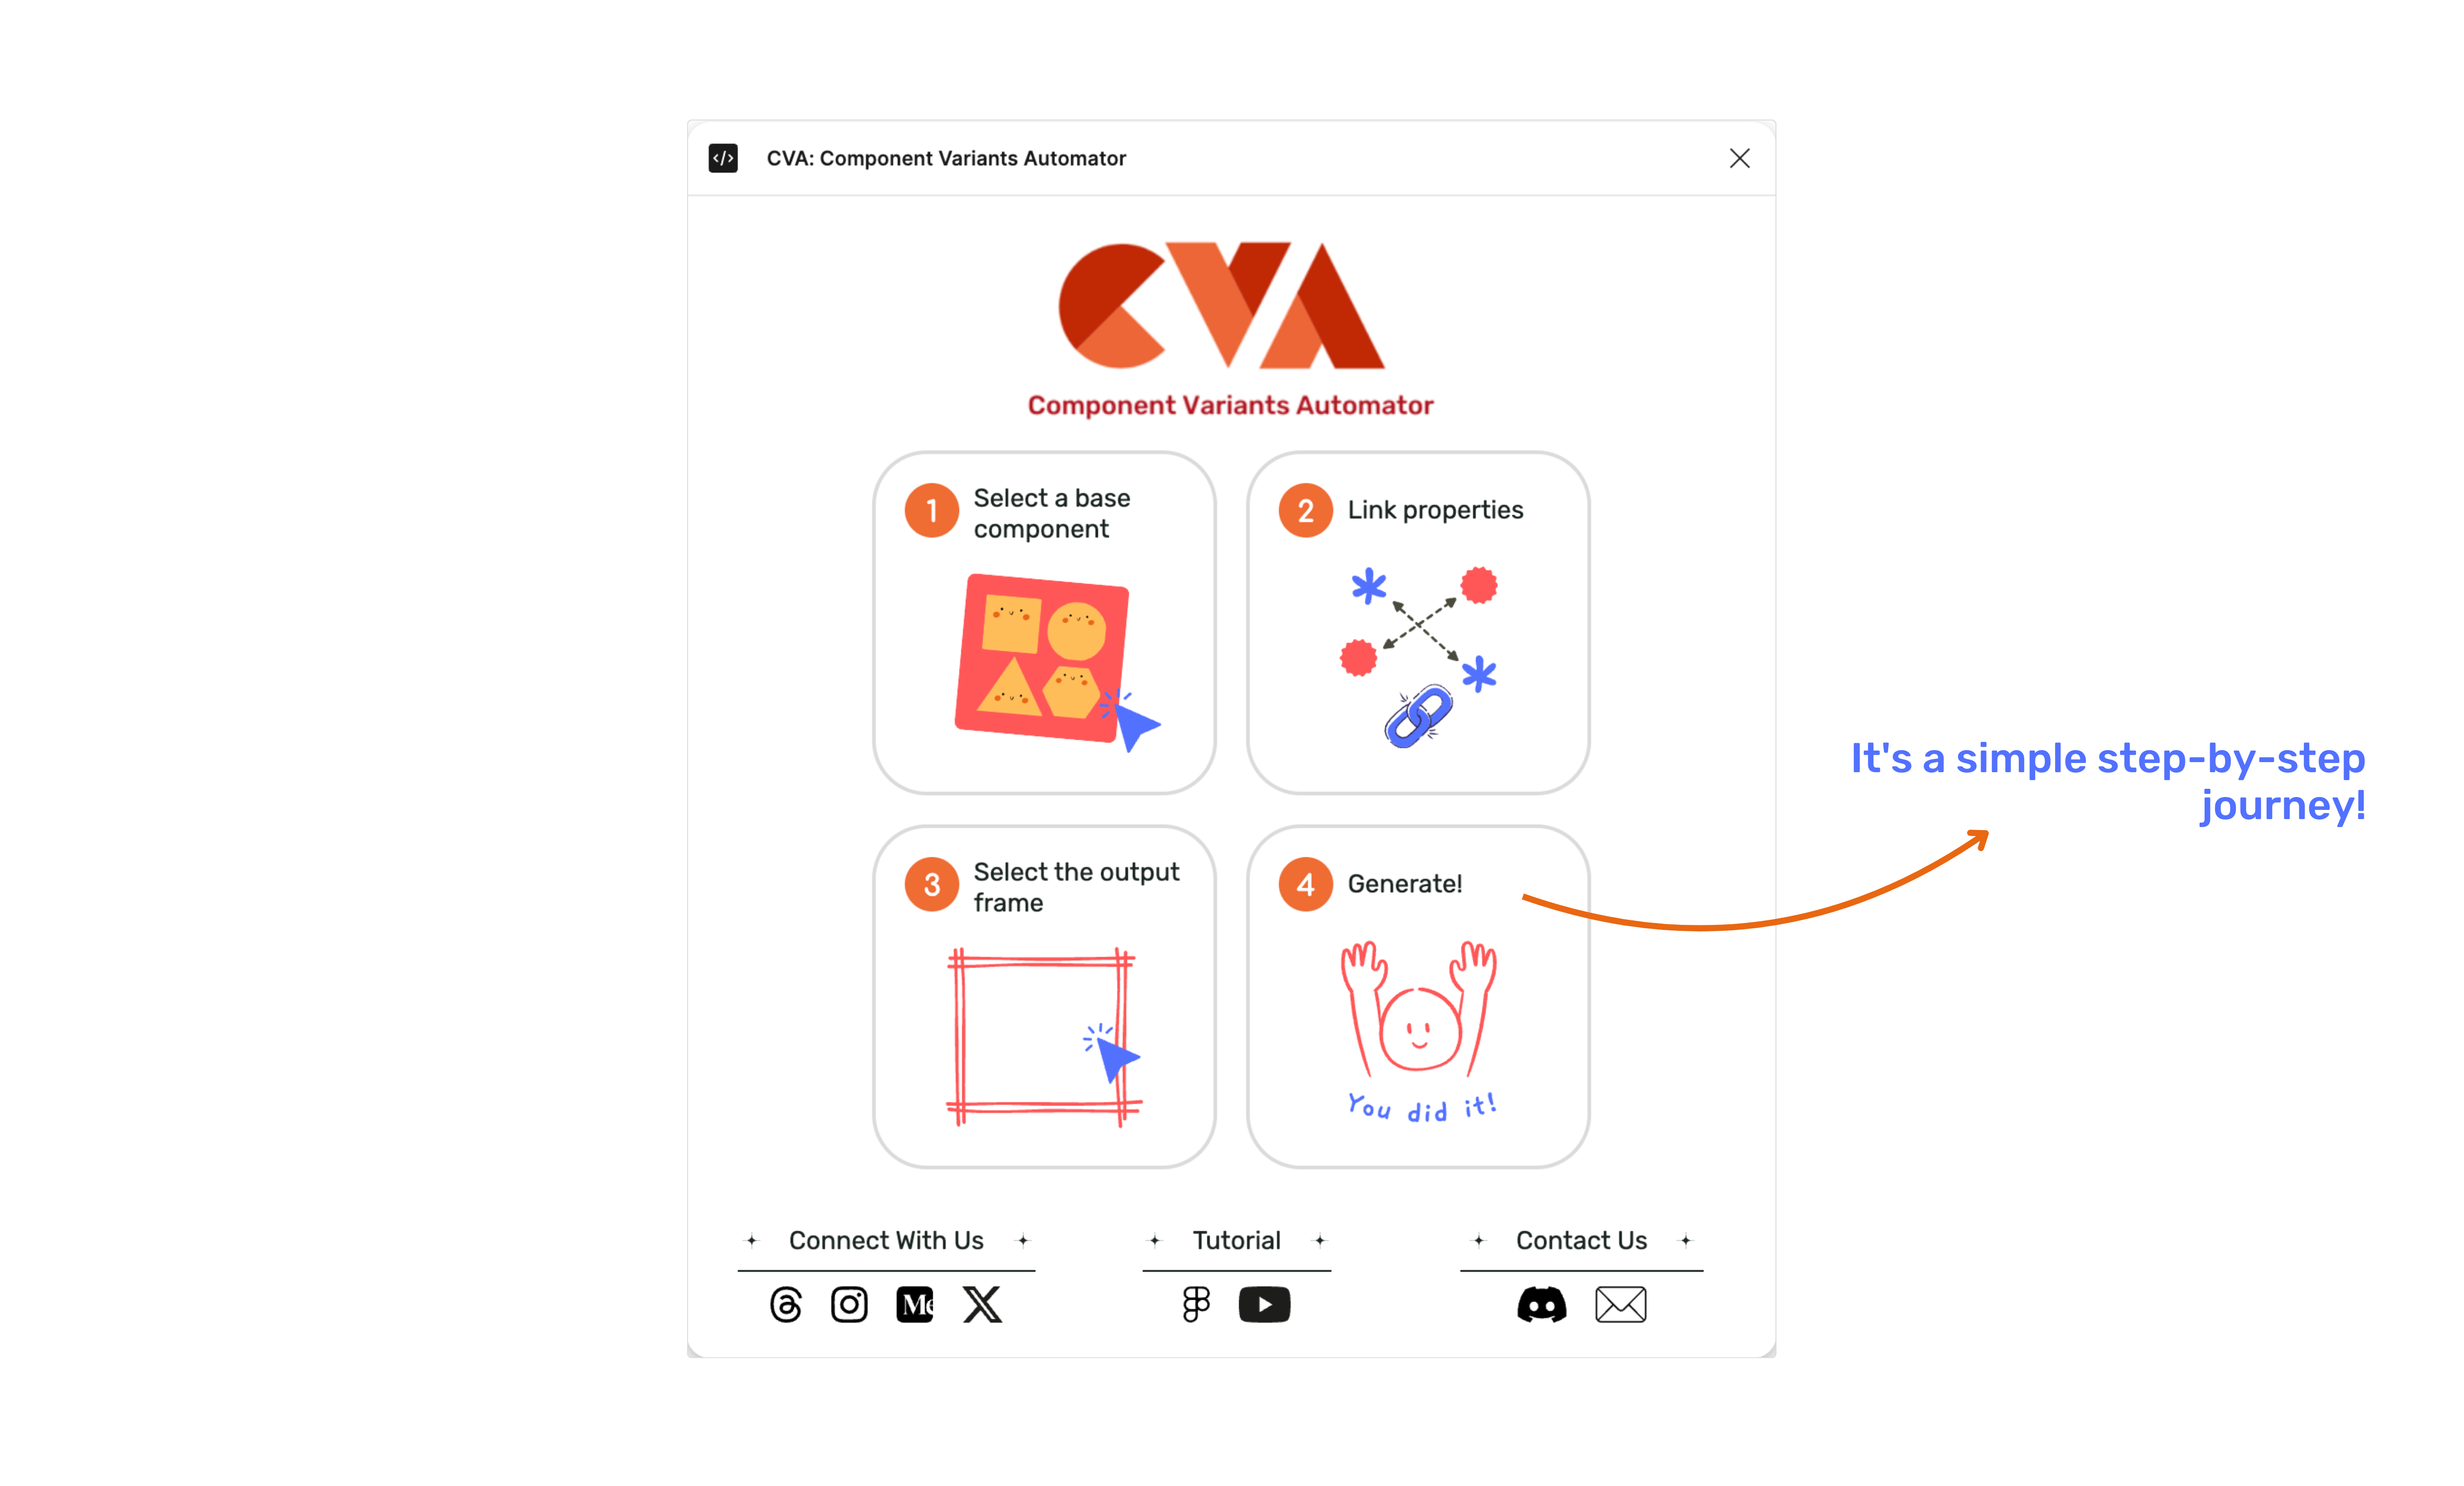 </>
CVA: Component Variants Automator
CVA
Component Variants Automator
1
Select a base
component
2
Link properties
3
Select the output
frame
4
Generate!
You did it!
It's a simple step-by-step
journey!
Connect With Us
Tutorial
Contact Us
Me